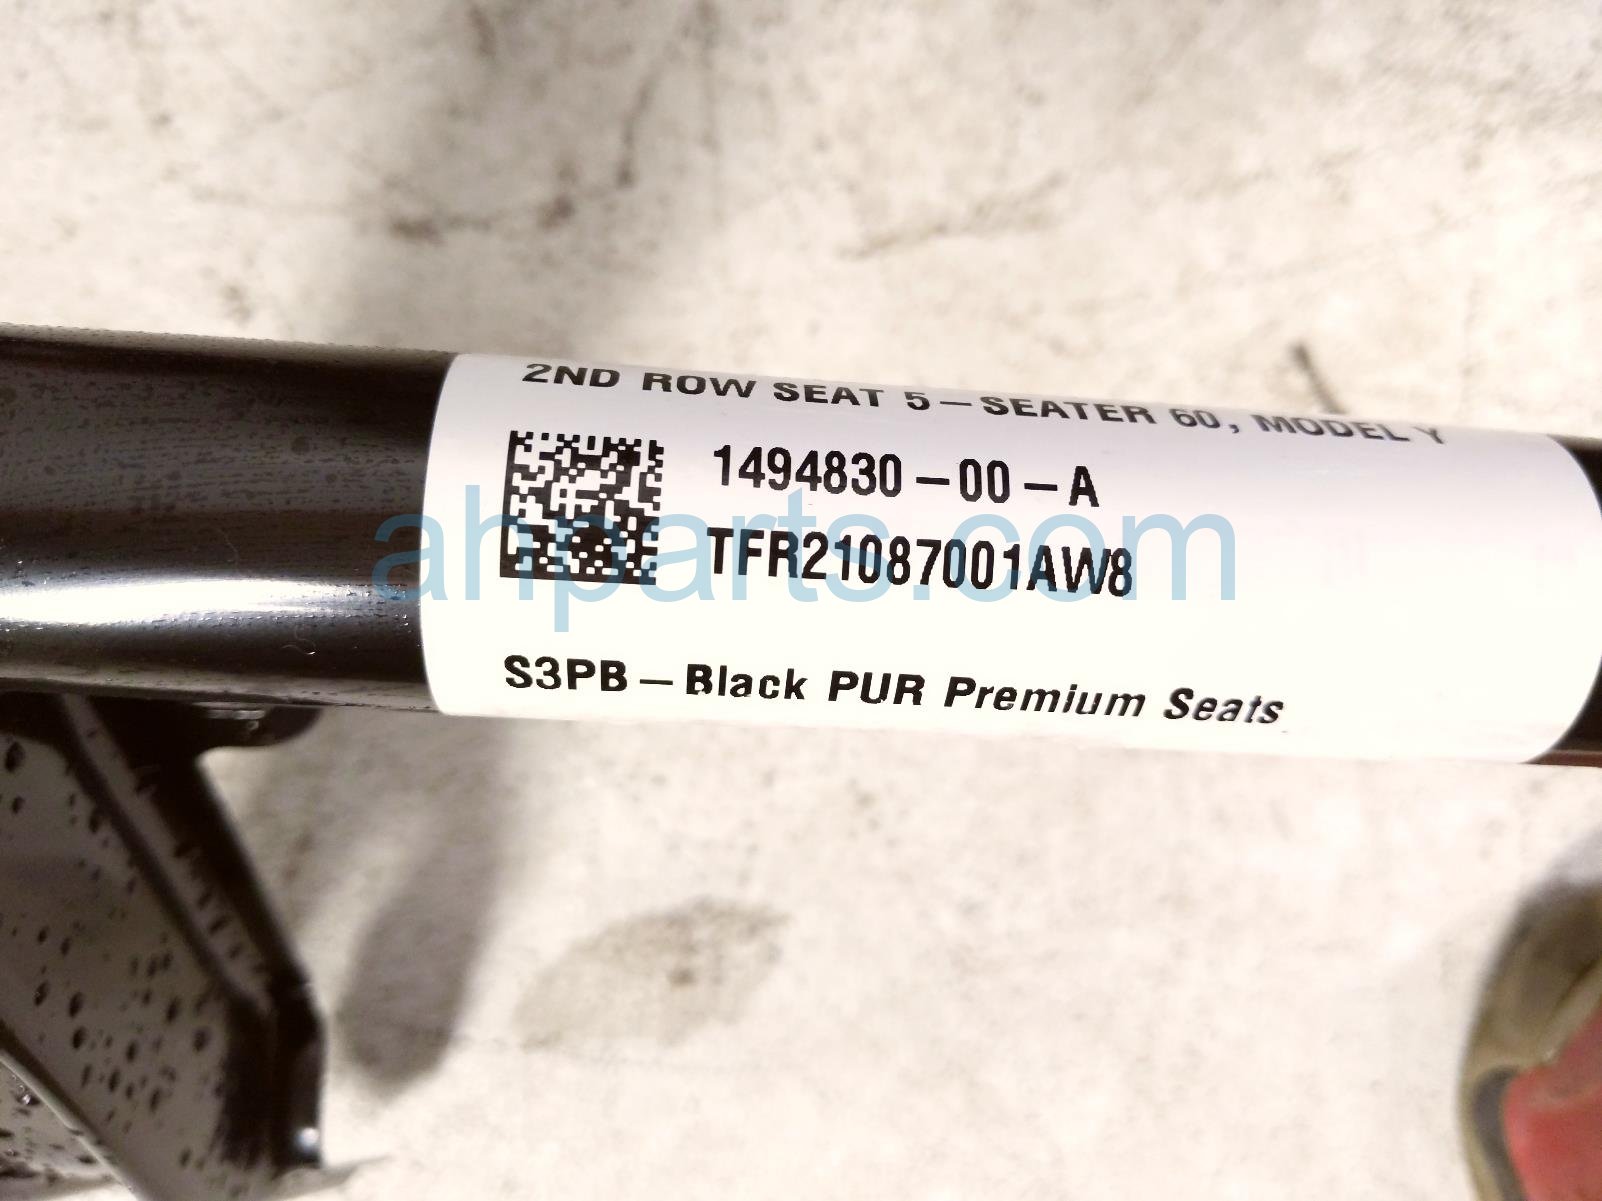 2ND ROW SEAT 5-SEATER 60, MODEL Y
1494830-00-A
TFR21087001AW8
S3PB-Black PUR Premium Seats
ahparts.com